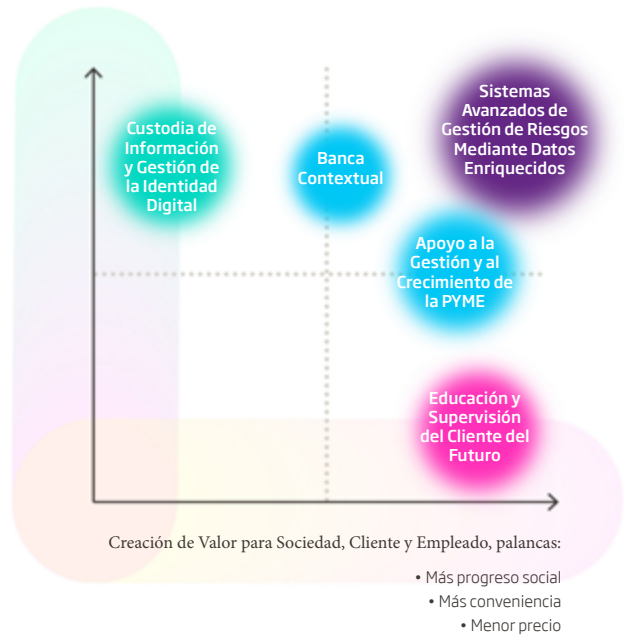 Custodia de
Información
y Gestión de
la Identidad
Digital
Banca
Contextual
Sistemas
Avanzados de
Gestión de Riesgos
Mediante Datos
Enriquecidos
Apoyo a la
Gestión y al
Crecimiento de
la PYME
Educación y
Supervisión
del Cliente del
Futuro
Creación de Valor para Sociedad, Cliente y Empleado, palancas:
• Más progreso social
• Más conveniencia
• Menor precio